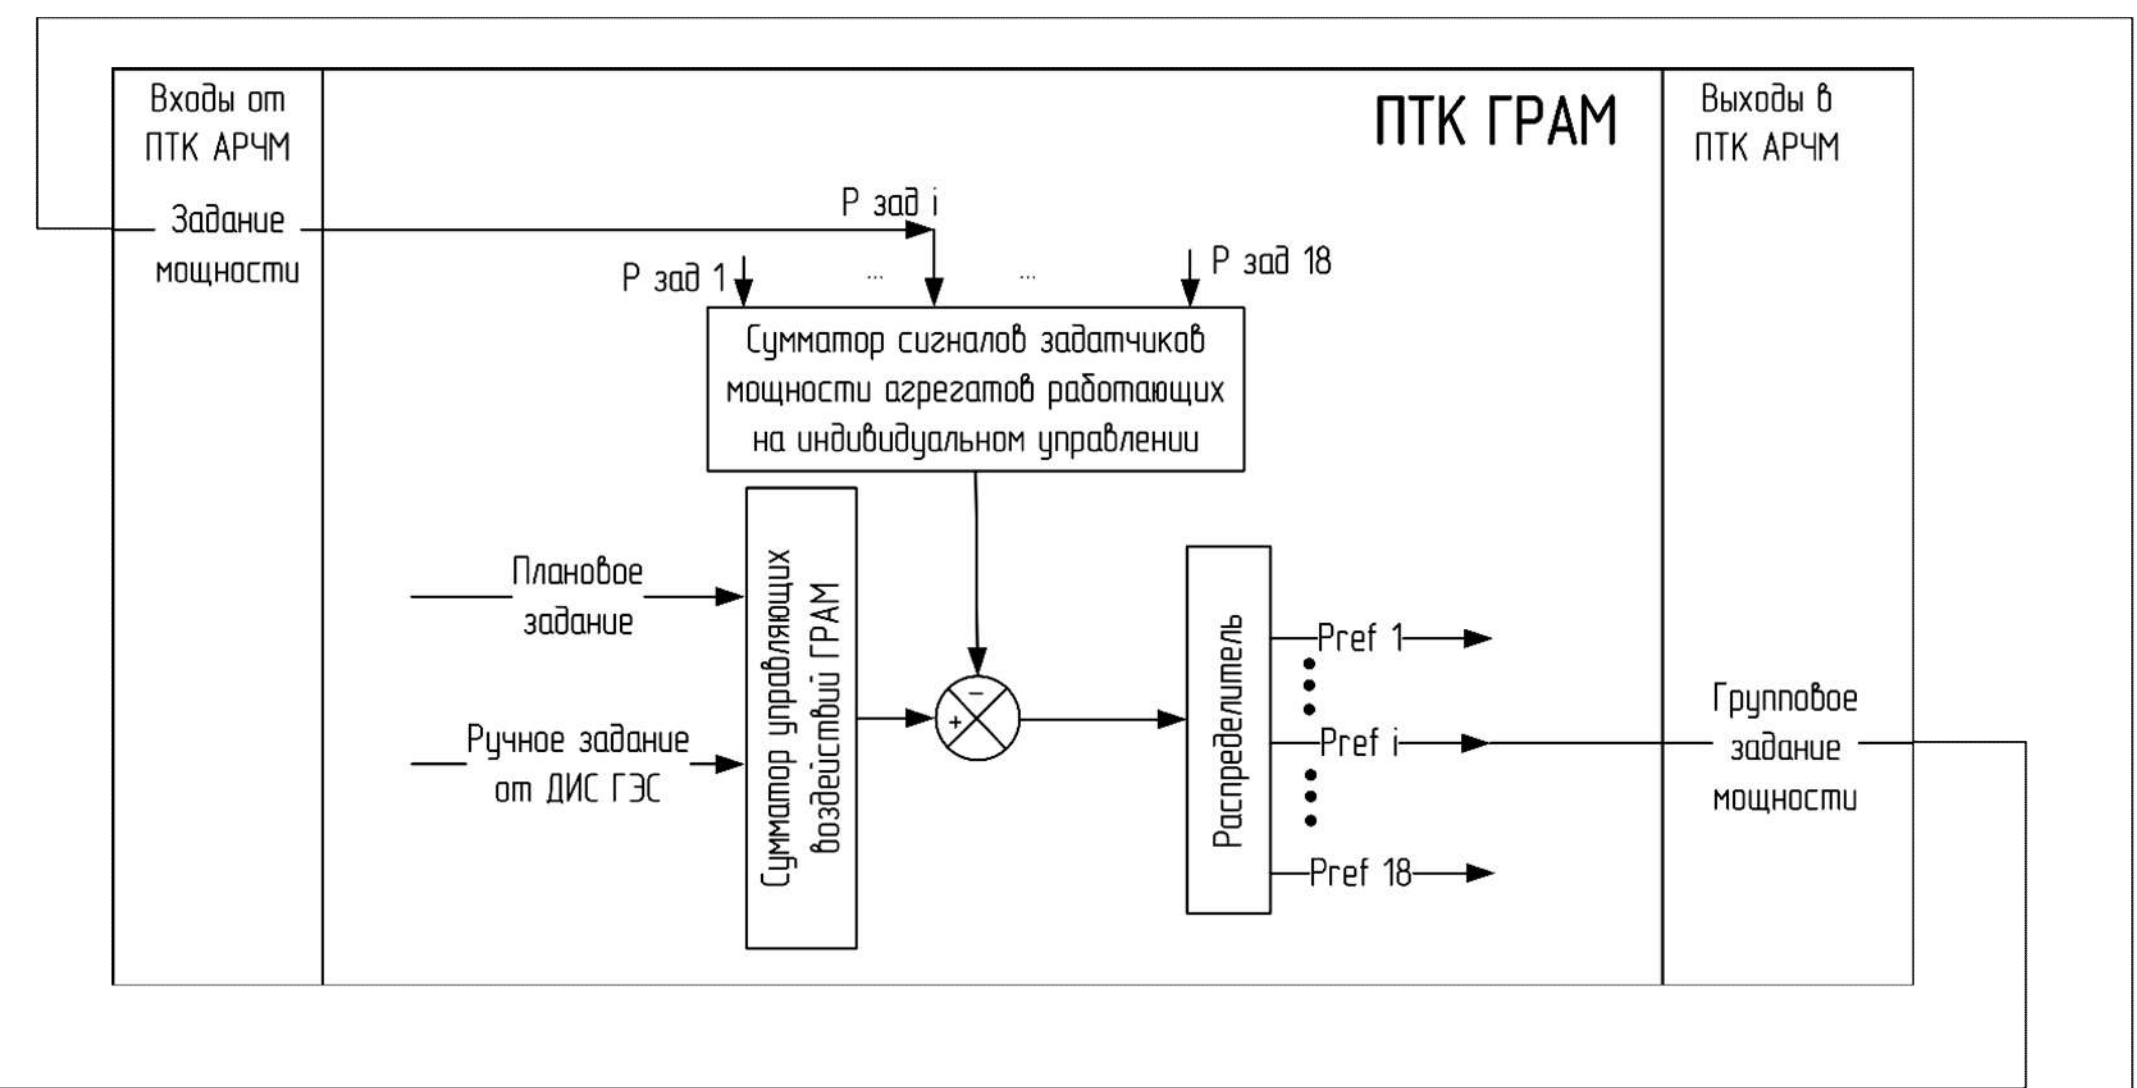 Входы от
ПТК АРЧМ
Задание
мощности
ПТК ГРАМ
Выходы в
ПТК АРЧМ
Р зад i
Р зад 1
...
...
Р зад 18
Сумматор сигналов задатчиков
мощности агрегатов работающих
на индивидуальном управлении
Плановое
задание
Ручное задание
от ДИС ГЭС
Сумматор управляющих
воздействий ГРАМ
−
+
Распределитель
Pref 1
Pref i
Pref 18
Групповое
задание
мощности